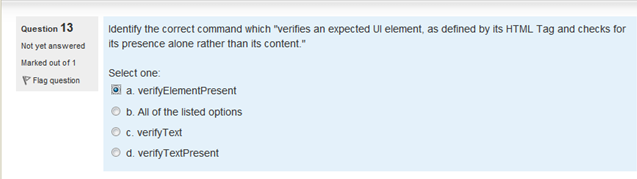 Question 13
Not yet answered
Marked out of 1
Flag question
Identify the correct command which "verifies an expected UI element, as defined by its HTML Tag and checks for
its presence alone rather than its content."
Select one:
a. verifyElementPresent
b. All of the listed options
c. verifyText
d. verifyTextPresent